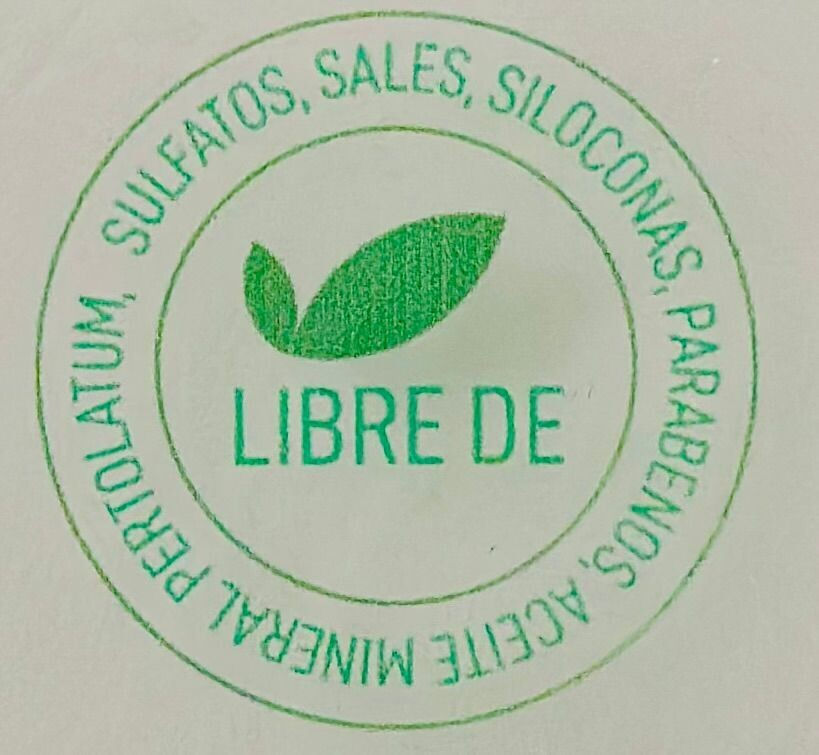 SULFATOS, SALES, SILOCONAS, PARABENOS, ACEITE MINERAL PERTOLATUM,
LIBRE DE